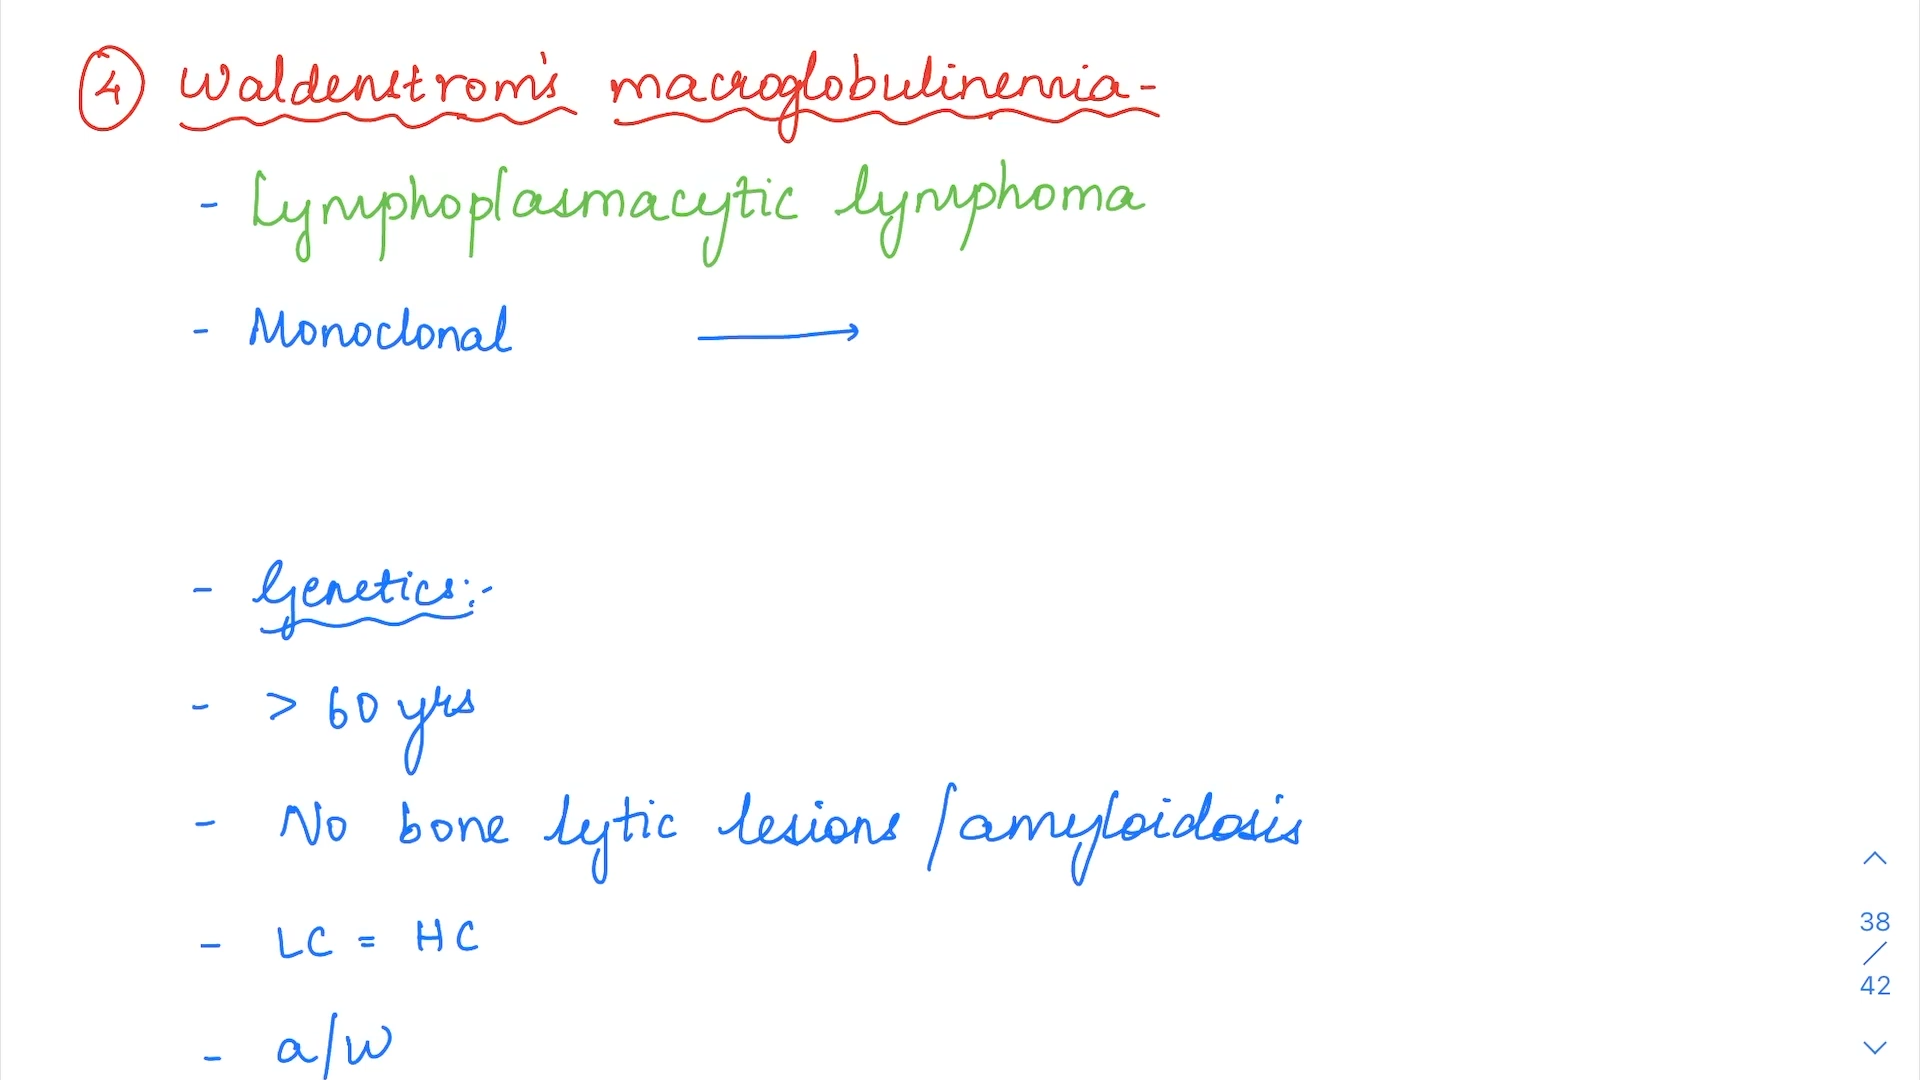 4 Waldenstrom's macroglobulinemia-
- Lymphoplasmacytic lymphoma
- Monoclonal →
- Genetics:-
- > 60 yrs
- No bone lytic lesions / amyloidosis
- LC = HC
- a/w
38
/
42